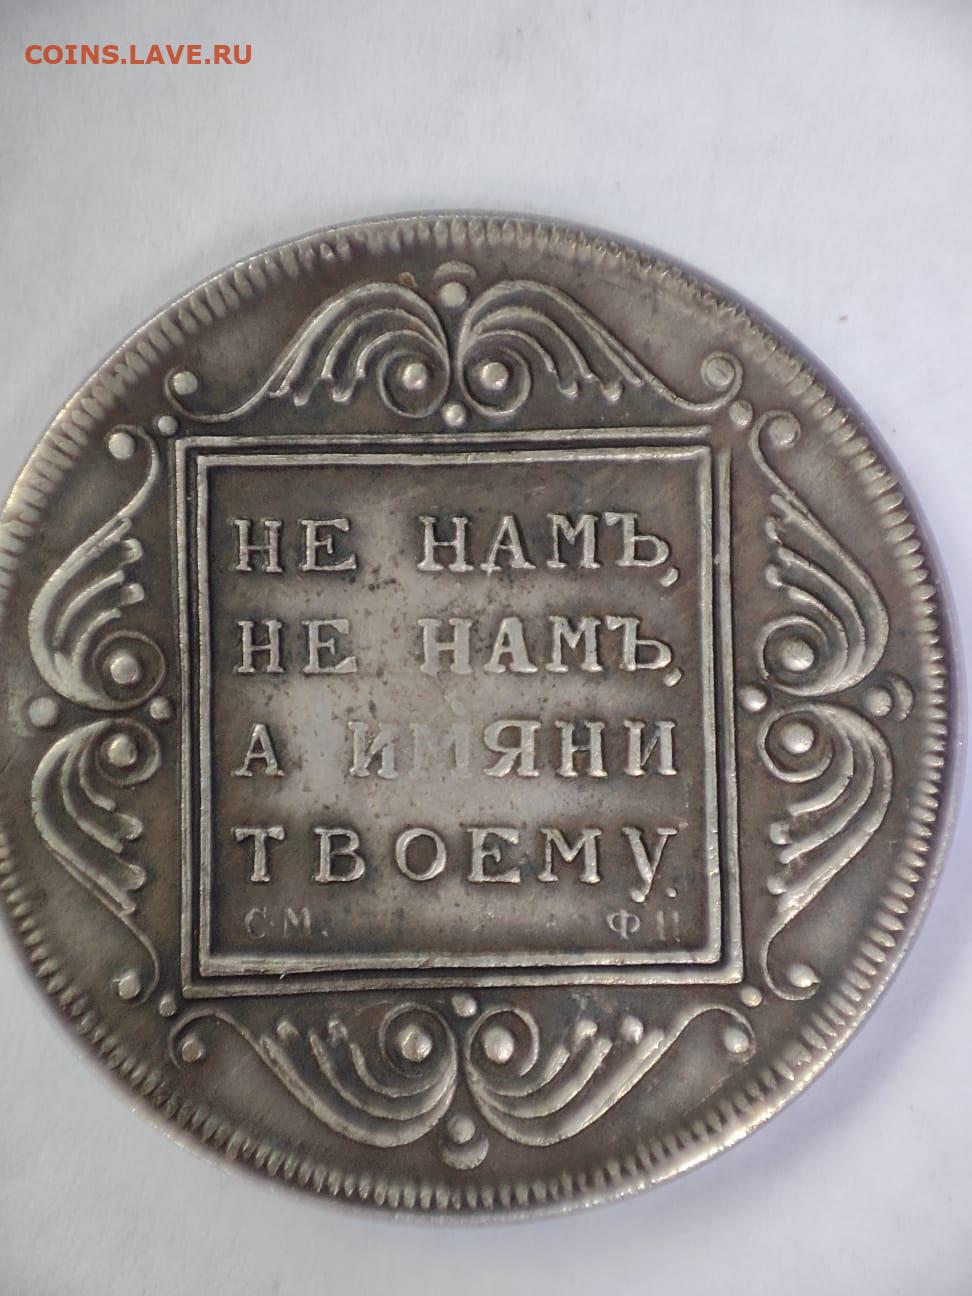 COINS.LAVE.RU
НЕ НАМЪ,
НЕ НАМЪ,
А ИМЯНИ
ТВОЕМУ.
С.М. Ф Ц